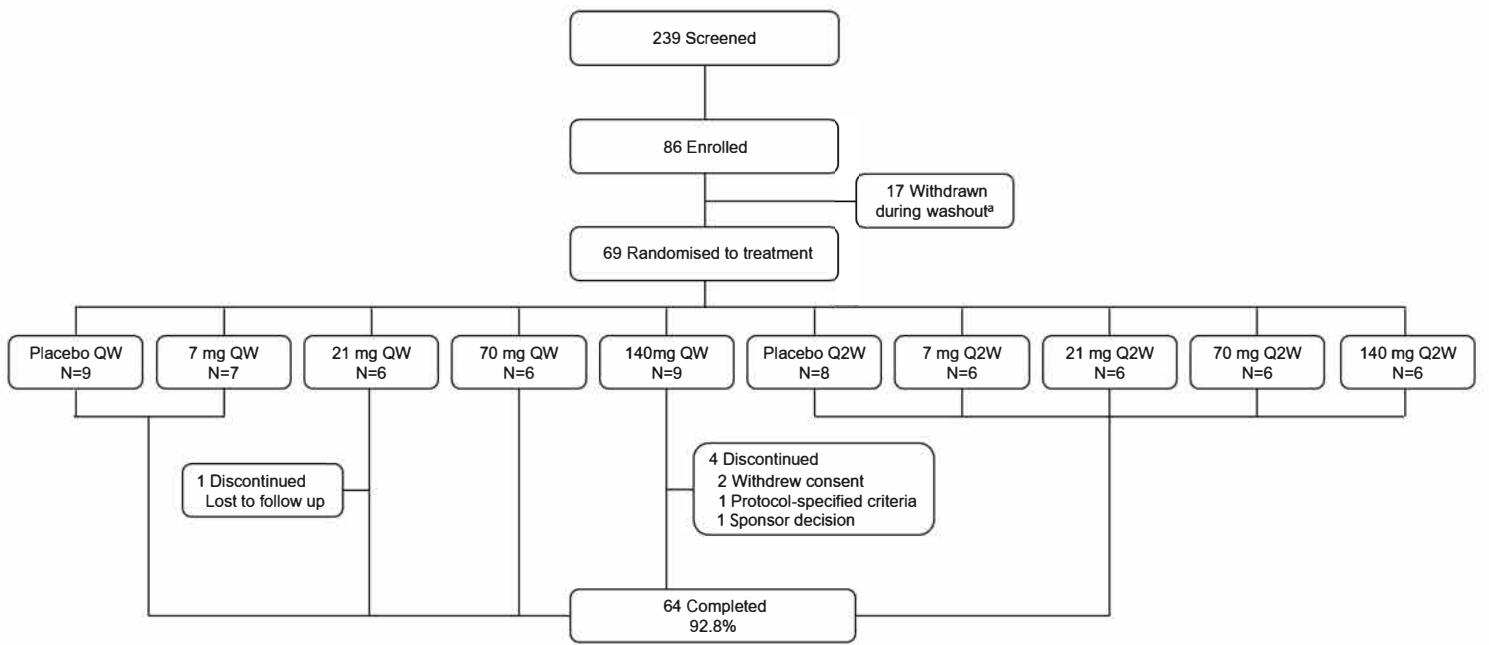 239 Screened
86 Enrolled
17 Withdrawn
during washoutᵃ
69 Randomised to treatment
Placebo QW
N=9
7 mg QW
N=7
21 mg QW
N=6
70 mg QW
N=6
140mg QW
N=9
Placebo Q2W
N=8
7 mg Q2W
N=6
21 mg Q2W
N=6
70 mg Q2W
N=6
140 mg Q2W
N=6
1 Discontinued
Lost to follow up
4 Discontinued
2 Withdrew consent
1 Protocol-specified criteria
1 Sponsor decision
64 Completed
92.8%